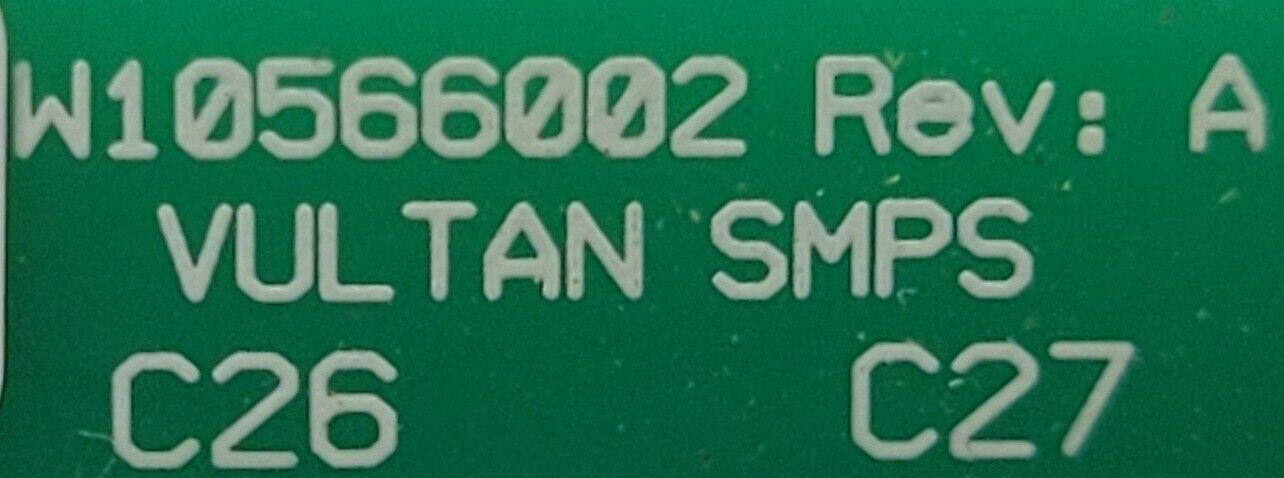 W10566002 Rev: A
VULTAN SMPS
C26 C27